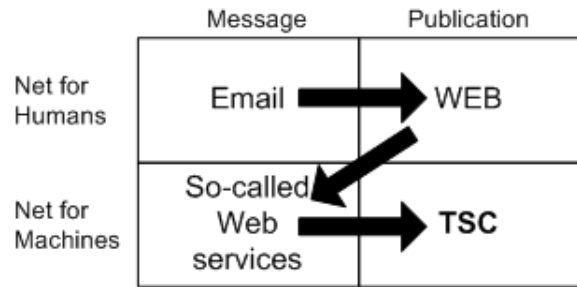 Message Publication
Net for
Humans
Email WEB
Net for
Machines
So-called
Web
services
TSC